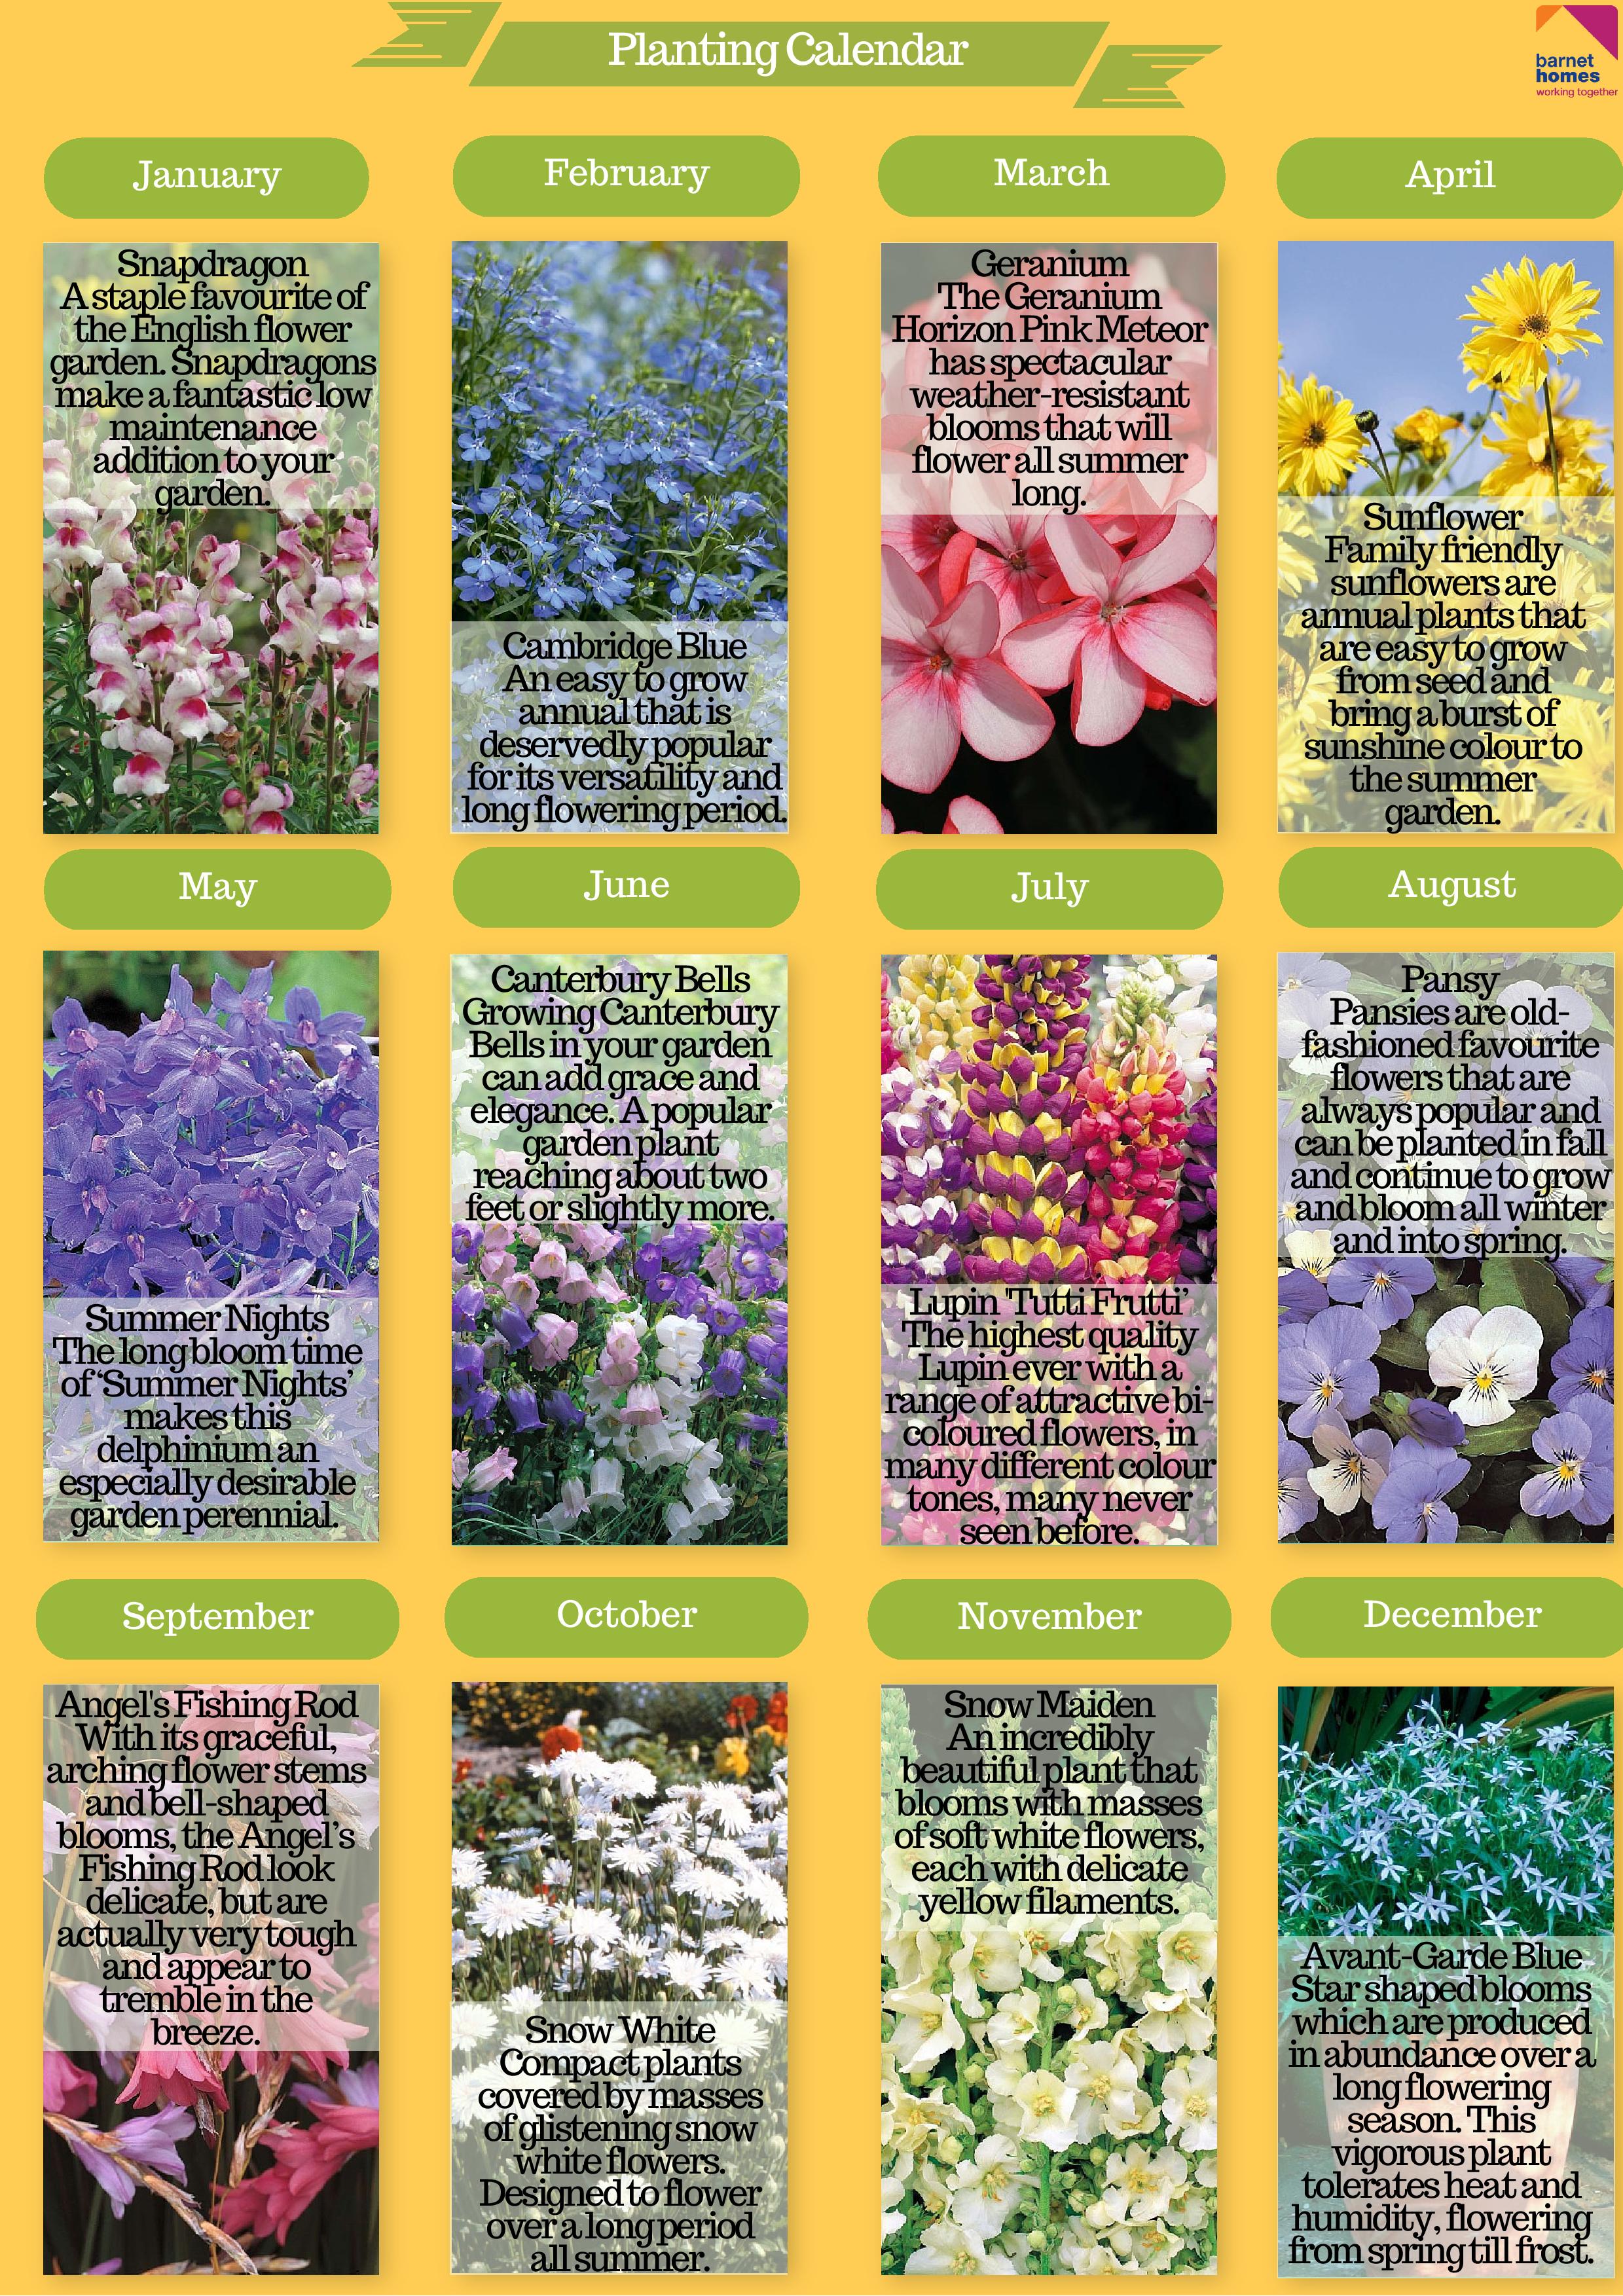 Planting Calendar
barnet
homes
working together
January
February
March
April
Snapdragon
A staple favourite of
the English flower
garden. Snapdragons
make a fantastic low
maintenance
addition to your
garden.
Cambridge Blue
An easy to grow
annual that is
deservedly popular
for its versatility and
long flowering period.
Geranium
The Geranium
Horizon Pink Meteor
has spectacular
weather-resistant
blooms that will
flower all summer
long.
Sunflower
Family friendly
sunflowers are
annual plants that
are easy to grow
from seed and
bring a burst of
sunshine colour to
the summer
garden.
May
June
July
August
Summer Nights
The long bloom time
of ‘Summer Nights’
makes this
delphinium an
especially desirable
garden perennial.
Canterbury Bells
Growing Canterbury
Bells in your garden
can add grace and
elegance. A popular
garden plant
reaching about two
feet or slightly more.
Lupin 'Tutti Frutti’
The highest quality
Lupin ever with a
range of attractive bi-
coloured flowers, in
many different colour
tones, many never
seen before.
Pansy
Pansies are old-
fashioned favourite
flowers that are
always popular and
can be planted in fall
and continue to grow
and bloom all winter
and into spring.
September
October
November
December
Angel's Fishing Rod
With its graceful,
arching flower stems
and bell-shaped
blooms, the Angel’s
Fishing Rod look
delicate, but are
actually very tough
and appear to
tremble in the
breeze.
Snow White
Compact plants
covered by masses
of glistening snow
white flowers.
Designed to flower
over a long period
all summer.
Snow Maiden
An incredibly
beautiful plant that
blooms with masses
of soft white flowers,
each with delicate
yellow filaments.
Avant-Garde Blue
Star shaped blooms
which are produced
in abundance over a
long flowering
season. This
vigorous plant
tolerates heat and
humidity, flowering
from spring till frost.